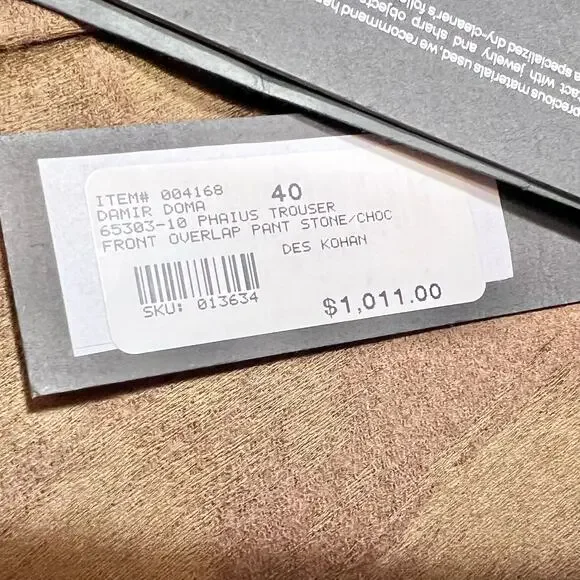 precious materials used, we recommend
act with jewelry and sharp objects
a specialized dry-cleaner's
ITEM# 004168 40
DAMIR DOMA
65303-10 PHAIUS TROUSER
FRONT OVERLAP PANT STONE/CHOC
DES KOHAN
SKU: 013634
$1,011.00